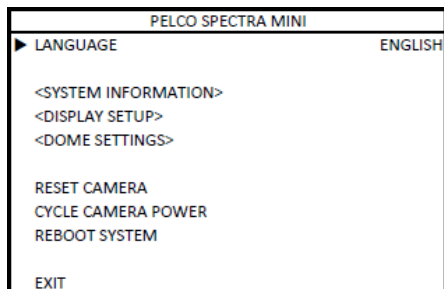 PELCO SPECTRA MINI
LANGUAGE ENGLISH
<SYSTEM INFORMATION>
<DISPLAY SETUP>
<DOME SETTINGS>
RESET CAMERA
CYCLE CAMERA POWER
REBOOT SYSTEM
EXIT